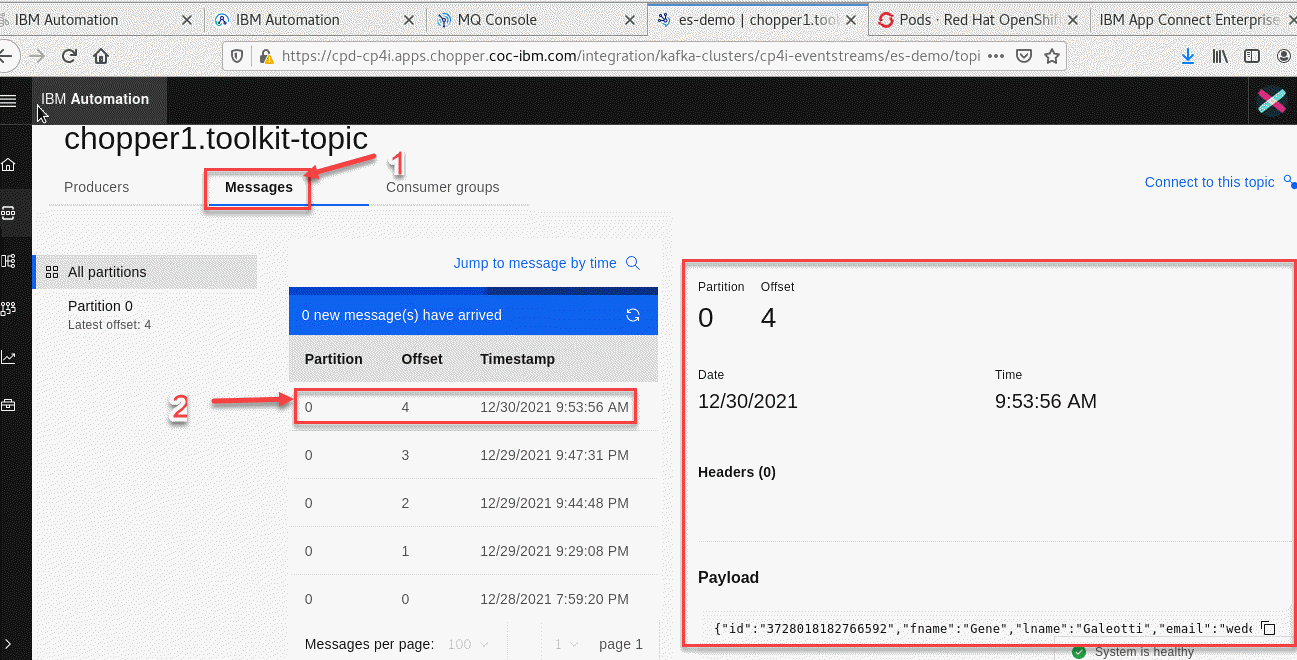 IBM Automation
IBM Automation
MQ Console
es-demo | chopper1.tool
Pods · Red Hat OpenShif
IBM App Connect Enterprise
https://cpd-cp4i.apps.chopper.coc-ibm.com/integration/kafka-clusters/cp4i-eventstreams/es-demo/topi
IBM Automation
chopper1.toolkit-topic
1
Producers
Messages
Consumer groups
Connect to this topic
All partitions
Partition 0
Latest offset: 4
Jump to message by time
0 new message(s) have arrived
Partition Offset Timestamp
2
0 4 12/30/2021 9:53:56 AM
0 3 12/29/2021 9:47:31 PM
0 2 12/29/2021 9:44:48 PM
0 1 12/29/2021 9:29:08 PM
0 0 12/28/2021 7:59:20 PM
Messages per page: 100 1 page 1
Partition Offset
0 4
Date Time
12/30/2021 9:53:56 AM
Headers (0)
Payload
{"id":"3728018182766592","fname":"Gene","lname":"Galeotti","email":"wede
System is healthy